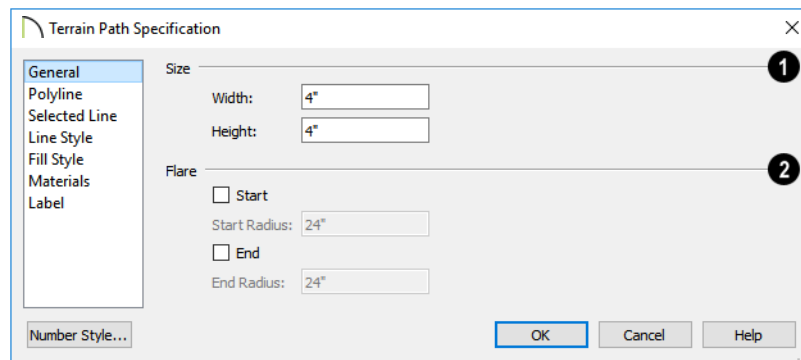 Terrain Path Specification
General
Polyline
Selected Line
Line Style
Fill Style
Materials
Label
Size
1
Width: 4"
Height: 4"
Flare
2
Start
Start Radius: 24"
End
End Radius: 24"
Number Style...
OK
Cancel
Help